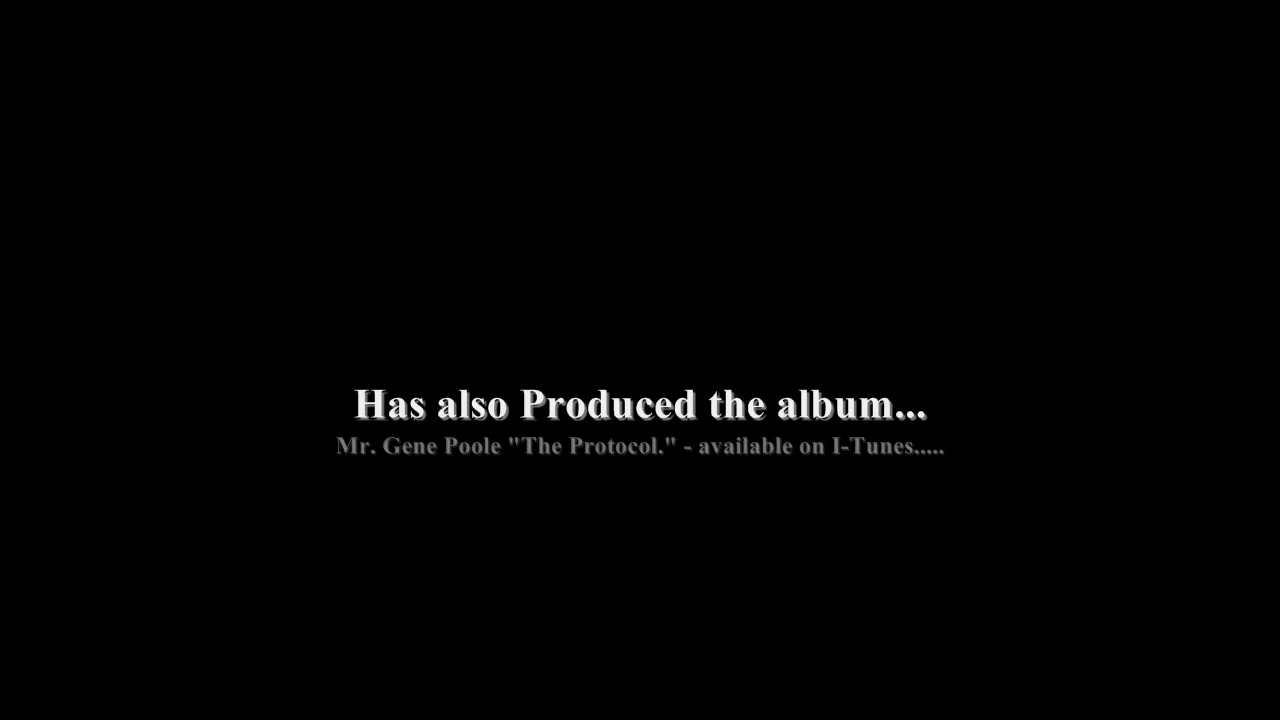 Has also Produced the album...
Mr. Gene Poole "The Protocol." - available on I-Tunes.....